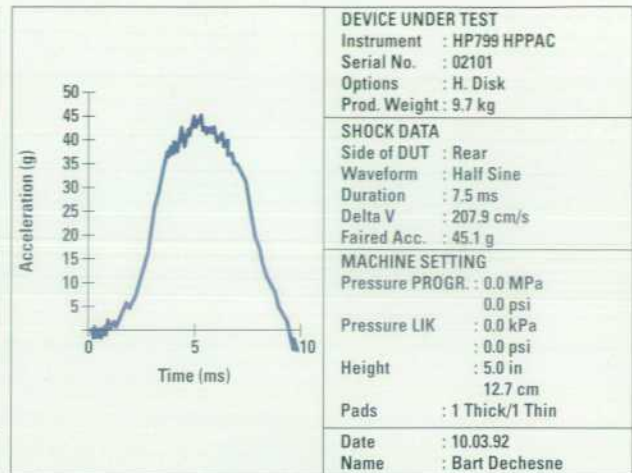 50
45
40
35
30
25
20
15
10
5
0
5
10
Acceleration (g)
Time (ms)
DEVICE UNDER TEST
Instrument : HP799 HPPAC
Serial No. : 02101
Options : H. Disk
Prod. Weight : 9.7 kg
SHOCK DATA
Side of DUT : Rear
Waveform : Half Sine
Duration : 7.5 ms
Delta V : 207.9 cm/s
Faired Acc. : 45.1 g
MACHINE SETTING
Pressure PROGR. : 0.0 MPa
0.0 psi
Pressure LIK : 0.0 kPa
: 0.0 psi
Height : 5.0 in
12.7 cm
Pads : 1 Thick/1 Thin
Date : 10.03.92
Name : Bart Dechesne